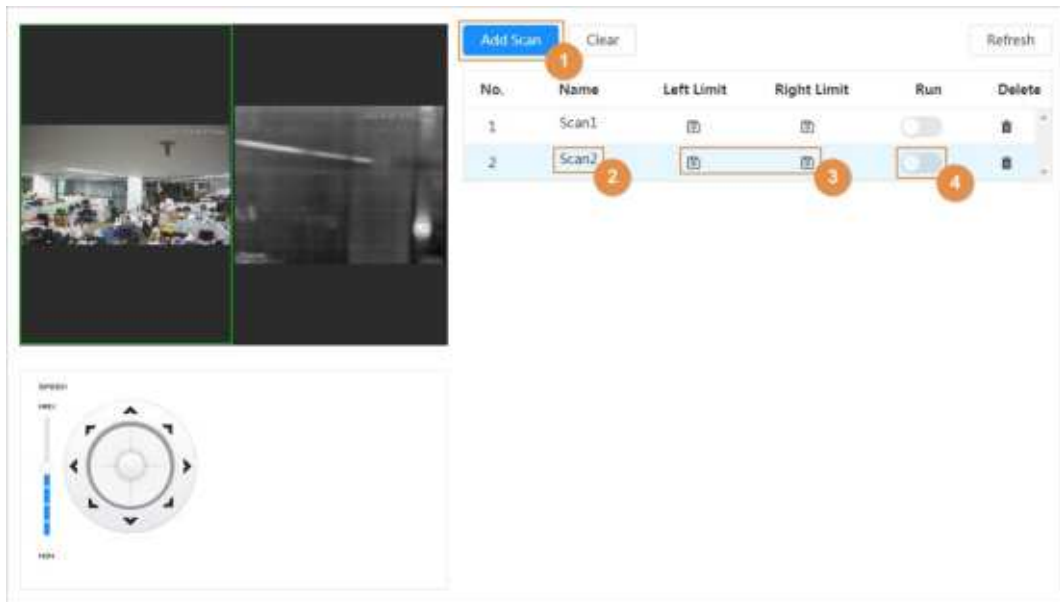 Add Scan Clear Refresh
1
No. Name Left Limit Right Limit Run Delete
1 Scan1
2 Scan2
2 3 4